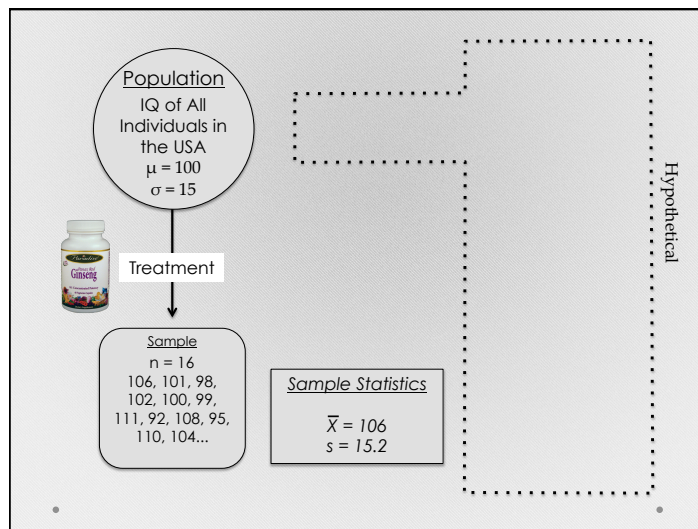 Population
IQ of All
Individuals in
the USA
μ = 100
σ = 15
Ginseng
Treatment
Sample
n = 16
106, 101, 98,
102, 100, 99,
111, 92, 108, 95,
110, 104...
Sample Statistics
X̅ = 106
s = 15.2
Hypothetical